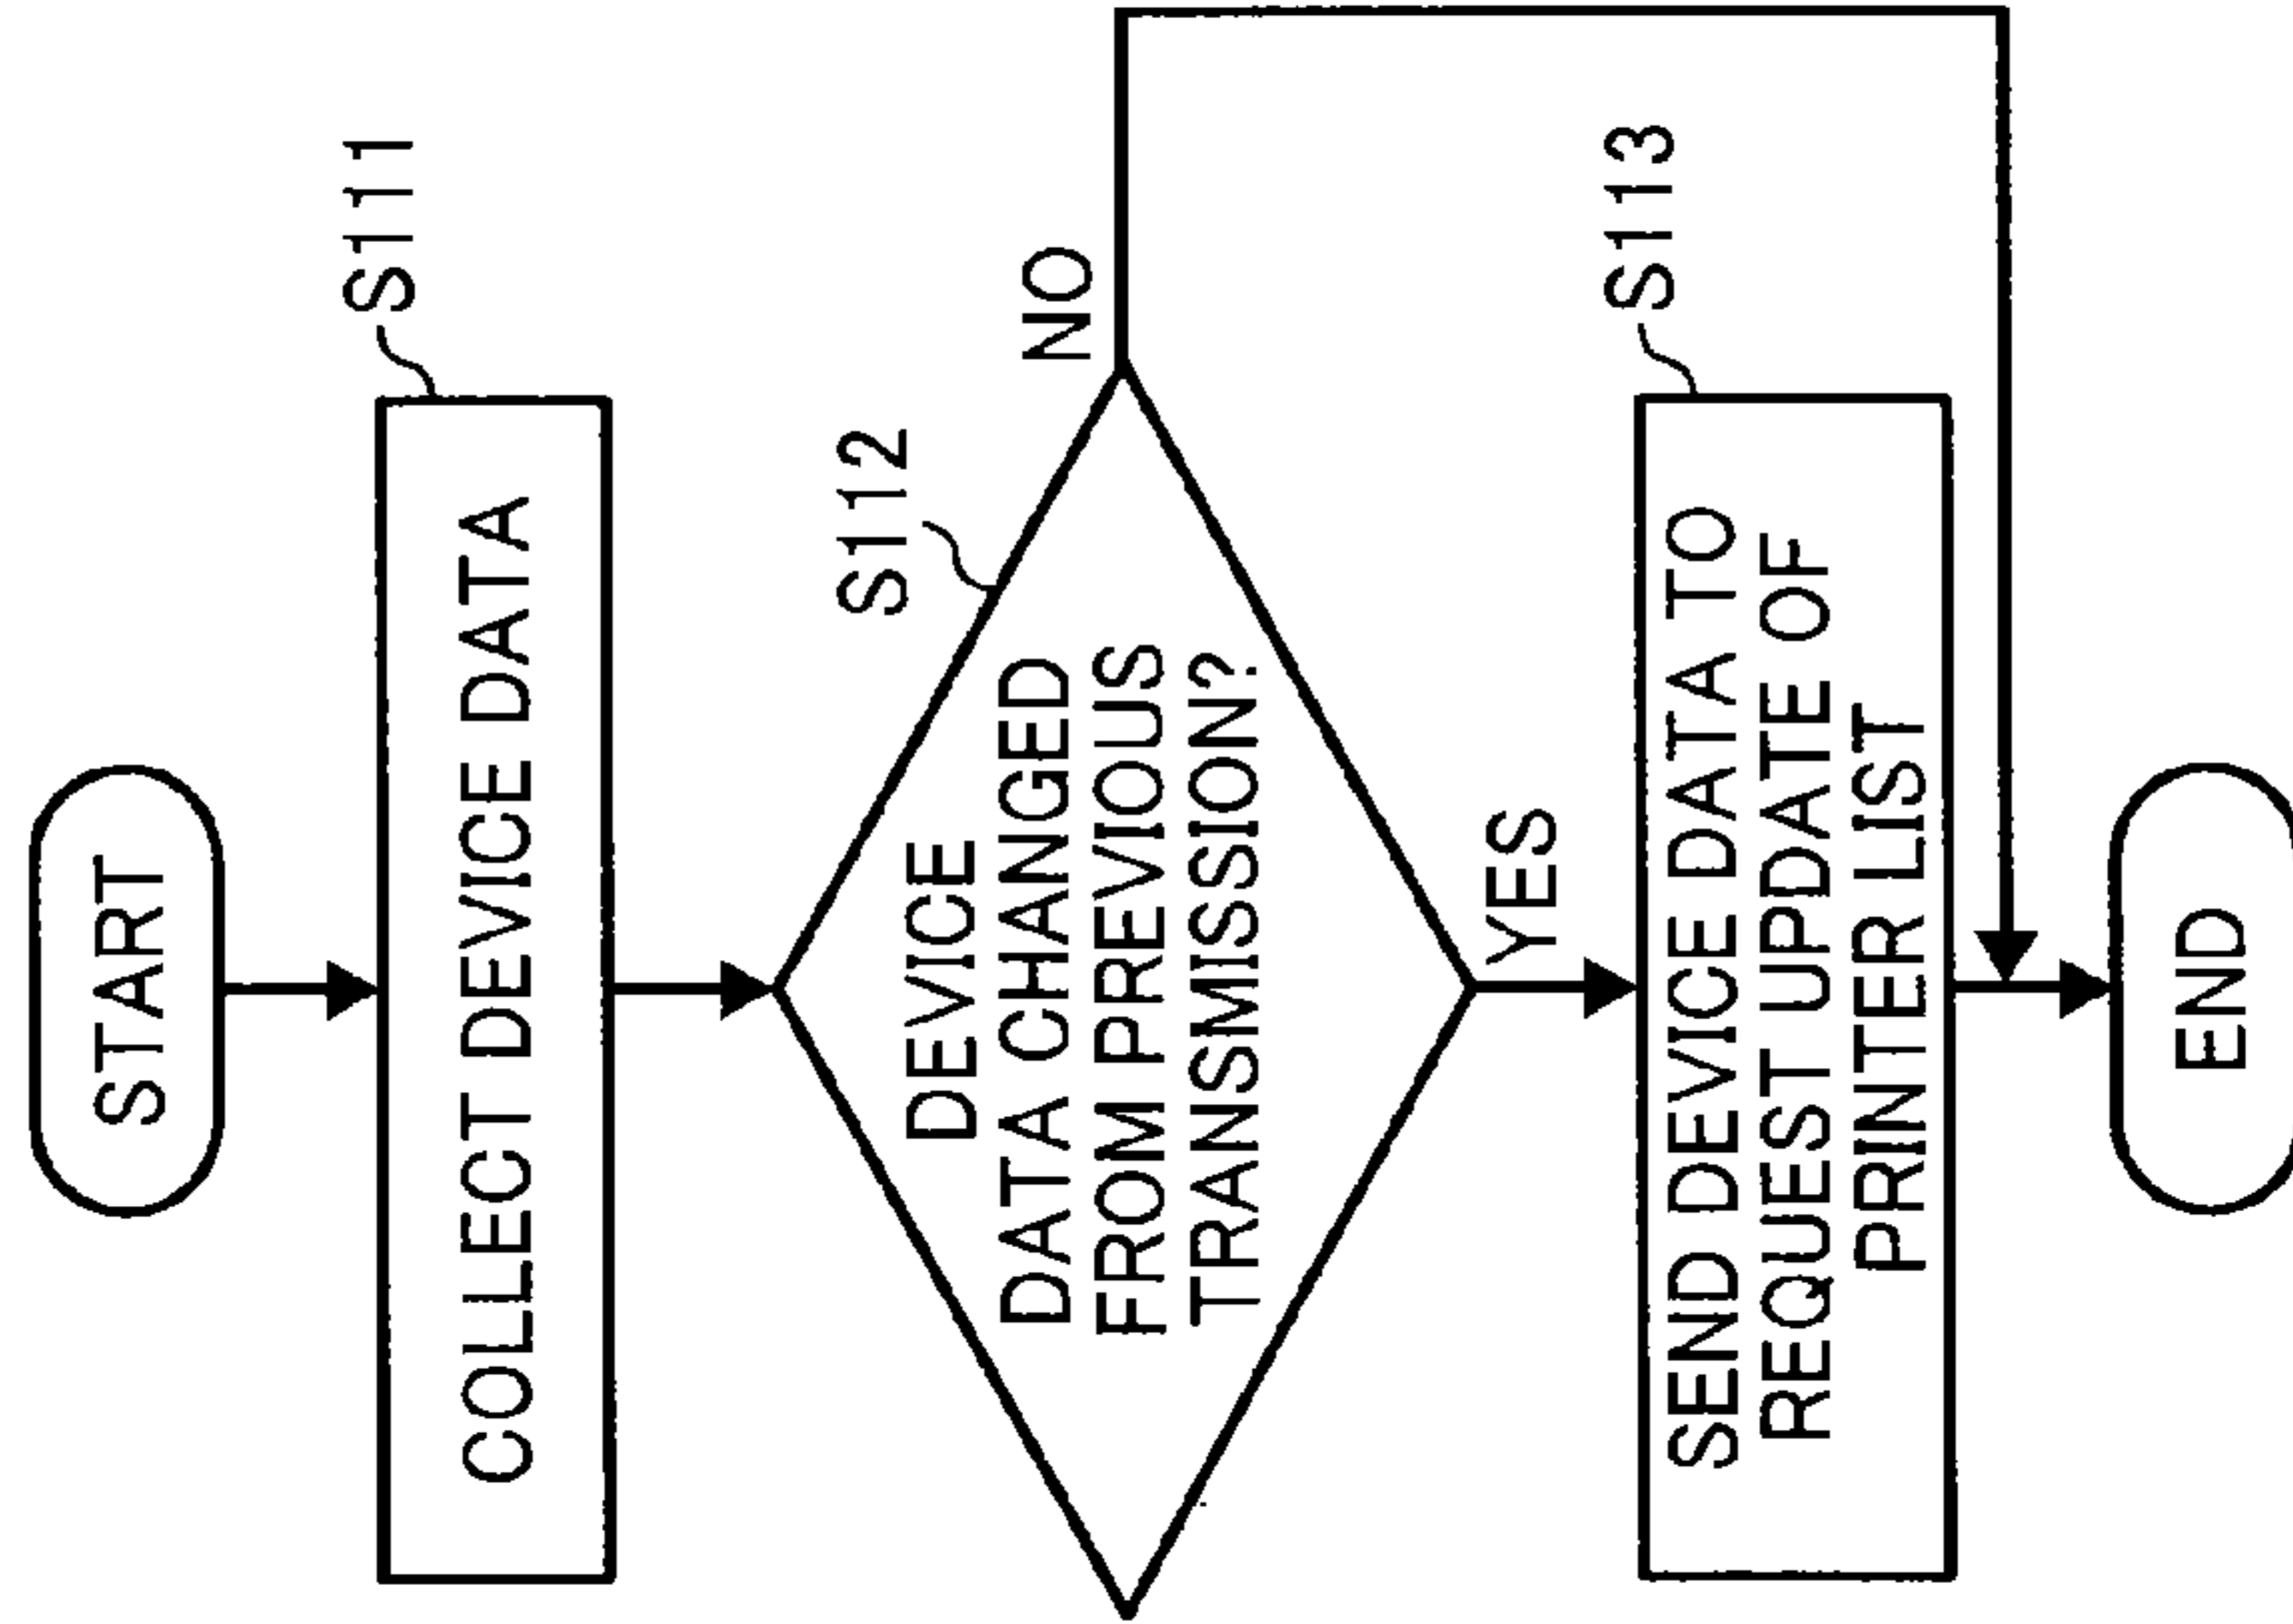 START
S111
COLLECT DEVICE DATA
S112
DEVICE
DATA CHANGED
FROM PREVIOUS
TRANSMISSION?
NO
YES
S113
SEND DEVICE DATA TO
REQUEST UPDATE OF
PRINTER LIST
END